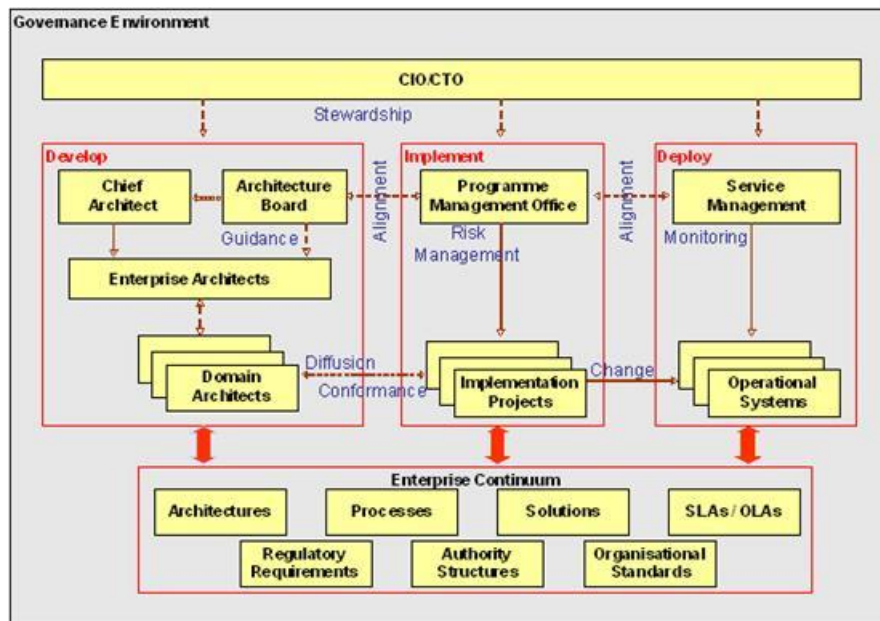 Governance Environment
CIO/CTO
Stewardship
Develop
Implement
Deploy
Chief
Architect
Architecture
Board
Alignment
Programme
Management Office
Alignment
Service
Management
Guidance
Risk
Management
Monitoring
Enterprise Architects
Diffusion
Conformance
Change
Domain
Architects
Implementation
Projects
Operational
Systems
Enterprise Continuum
Architectures
Processes
Solutions
SLAs / OLAs
Regulatory
Requirements
Authority
Structures
Organisational
Standards